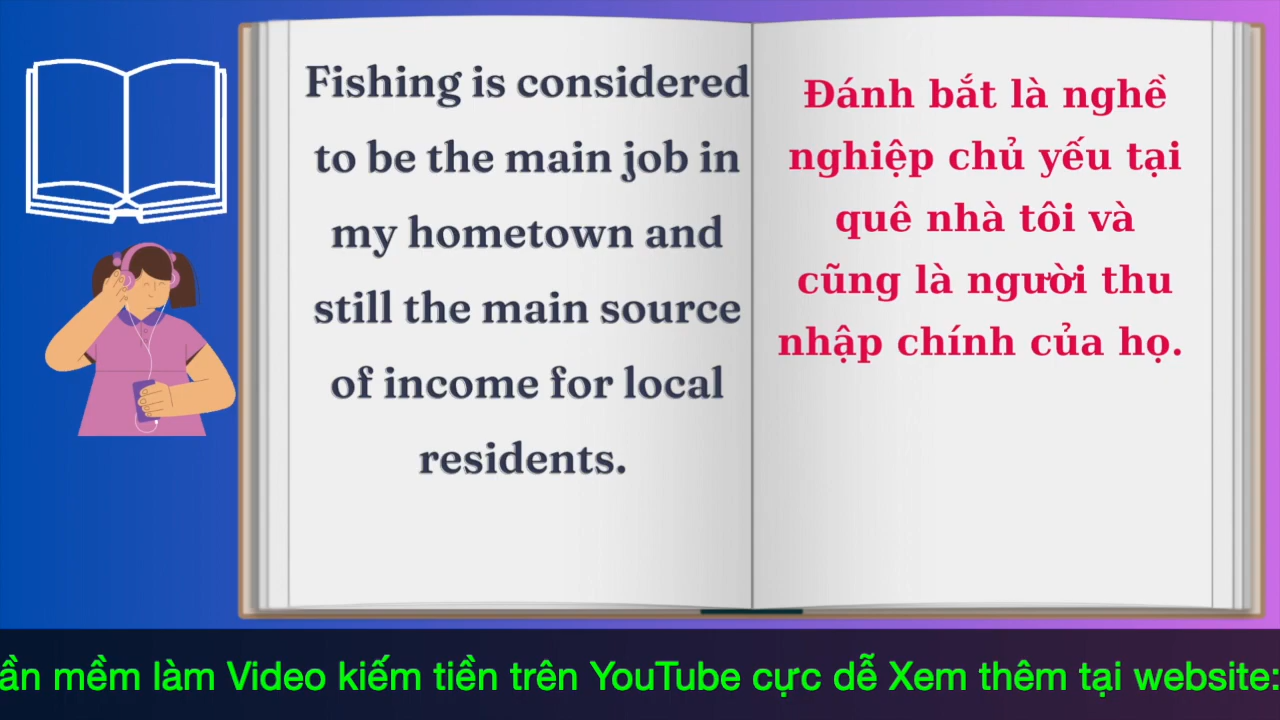 Fishing is considered
to be the main job in
my hometown and
still the main source
of income for local
residents.
Đánh bắt là nghề
nghiệp chủ yếu tại
quê nhà tôi và
cũng là người thu
nhập chính của họ.
mềm làm Video kiếm tiền trên YouTube cực dễ Xem thêm tại website: